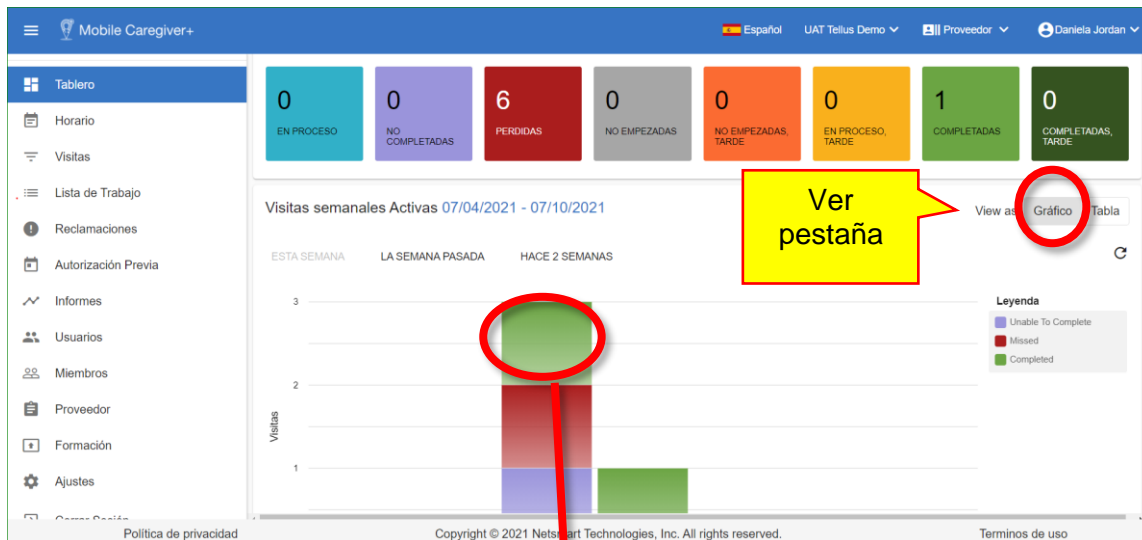 Mobile Caregiver+
Español
UAT Tellus Demo
Proveedor
Daniela Jordan
Tablero
Horario
Visitas
Lista de Trabajo
Reclamaciones
Autorización Previa
Informes
Usuarios
Miembros
Proveedor
Formación
Ajustes
Cerrar Sesión
0
EN PROCESO
0
NO
COMPLETADAS
6
PERDIDAS
0
NO EMPEZADAS
0
NO EMPEZADAS,
TARDE
0
EN PROCESO,
TARDE
1
COMPLETADAS
0
COMPLETADAS,
TARDE
Visitas semanales Activas 07/04/2021 - 07/10/2021
Ver
pestaña
View as
Gráfico
Tabla
ESTA SEMANA
LA SEMANA PASADA
HACE 2 SEMANAS
3
2
1
Visitas
Leyenda
Unable To Complete
Missed
Completed
Política de privacidad
Copyright © 2021 Netsmart Technologies, Inc. All rights reserved.
Terminos de uso